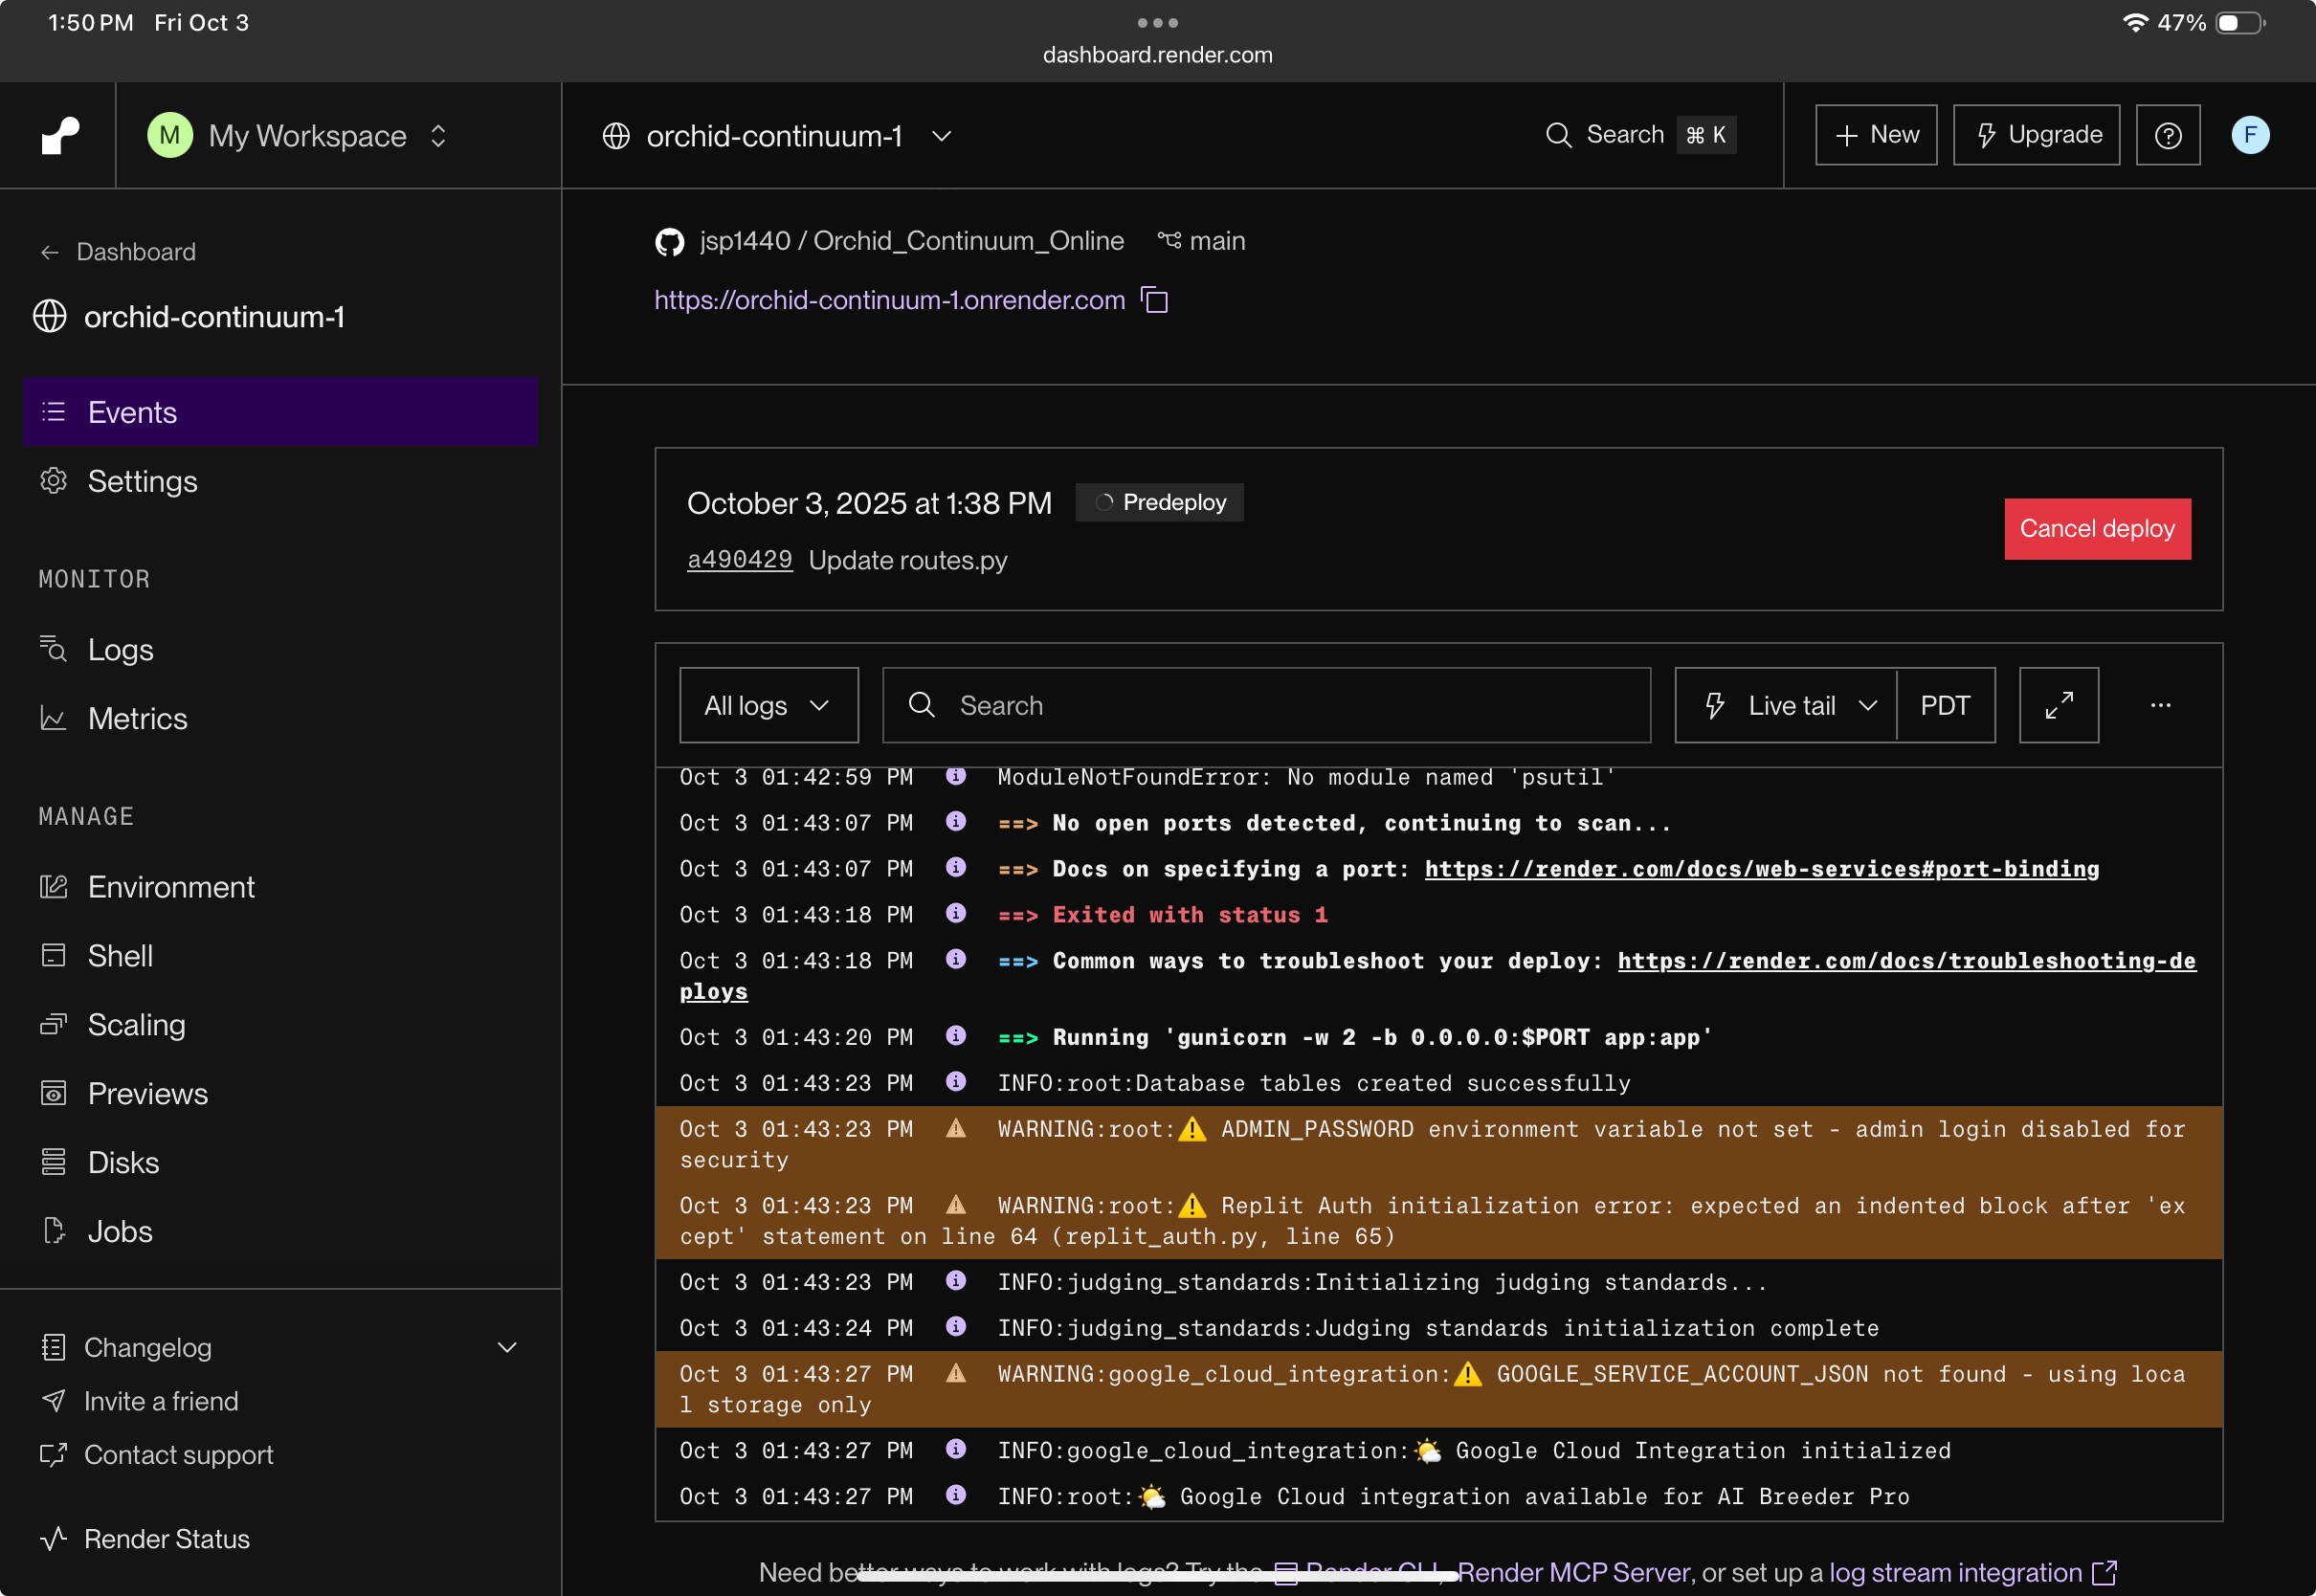 1:50 PM Fri Oct 3
47%
dashboard.render.com
M My Workspace
orchid-continuum-1
Search ⌘ K
+ New
Upgrade
F
← Dashboard
orchid-continuum-1
Events
Settings
MONITOR
Logs
Metrics
MANAGE
Environment
Shell
Scaling
Previews
Disks
Jobs
Changelog
Invite a friend
Contact support
Render Status
jsp1440 / Orchid_Continuum_Online main
https://orchid-continuum-1.onrender.com
October 3, 2025 at 1:38 PM Predeploy
Cancel deploy
a490429 Update routes.py
All logs
Search
Live tail
PDT
Oct 3 01:42:59 PM ModuleNotFoundError: No module named 'psutil'
Oct 3 01:43:07 PM ==> No open ports detected, continuing to scan...
Oct 3 01:43:07 PM ==> Docs on specifying a port: https://render.com/docs/web-services#port-binding
Oct 3 01:43:18 PM ==> Exited with status 1
Oct 3 01:43:18 PM ==> Common ways to troubleshoot your deploy: https://render.com/docs/troubleshooting-de
ploys
Oct 3 01:43:20 PM ==> Running 'gunicorn -w 2 -b 0.0.0.0:$PORT app:app'
Oct 3 01:43:23 PM INFO:root:Database tables created successfully
Oct 3 01:43:23 PM WARNING:root:⚠️ ADMIN_PASSWORD environment variable not set - admin login disabled for
security
Oct 3 01:43:23 PM WARNING:root:⚠️ Replit Auth initialization error: expected an indented block after 'ex
cept' statement on line 64 (replit_auth.py, line 65)
Oct 3 01:43:23 PM INFO:judging_standards:Initializing judging standards...
Oct 3 01:43:24 PM INFO:judging_standards:Judging standards initialization complete
Oct 3 01:43:27 PM WARNING:google_cloud_integration:⚠️ GOOGLE_SERVICE_ACCOUNT_JSON not found - using loca
l storage only
Oct 3 01:43:27 PM INFO:google_cloud_integration:🌤️ Google Cloud Integration initialized
Oct 3 01:43:27 PM INFO:root:🌤️ Google Cloud integration available for AI Breeder Pro
Need better ways to work with logs? Try the Render CLI, Render MCP Server, or set up a log stream integration